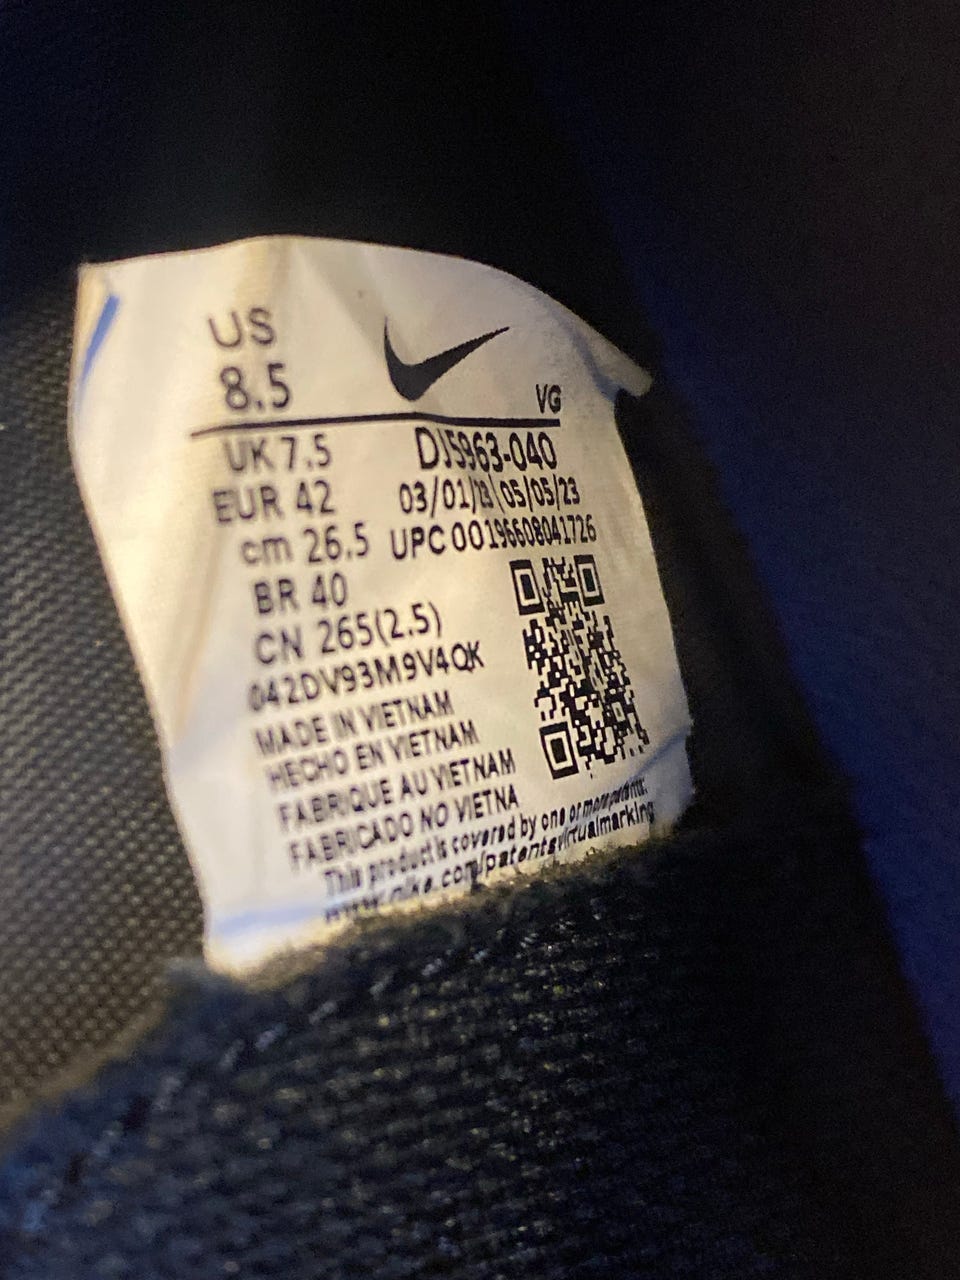 US
8.5
VG
UK 7.5
DJ5963-040
EUR 42
03/01/23\05/05/23
cm 26.5
UPC 00196608041726
BR 40
CN 265(2.5)
042DV93M9V4QK
MADE IN VIETNAM
HECHO EN VIETNAM
FABRIQUE AU VIETNAM
FABRICADO NO VIETNA
This product is covered by one or more patents:
www.nike.com/patentsvirtualmarking